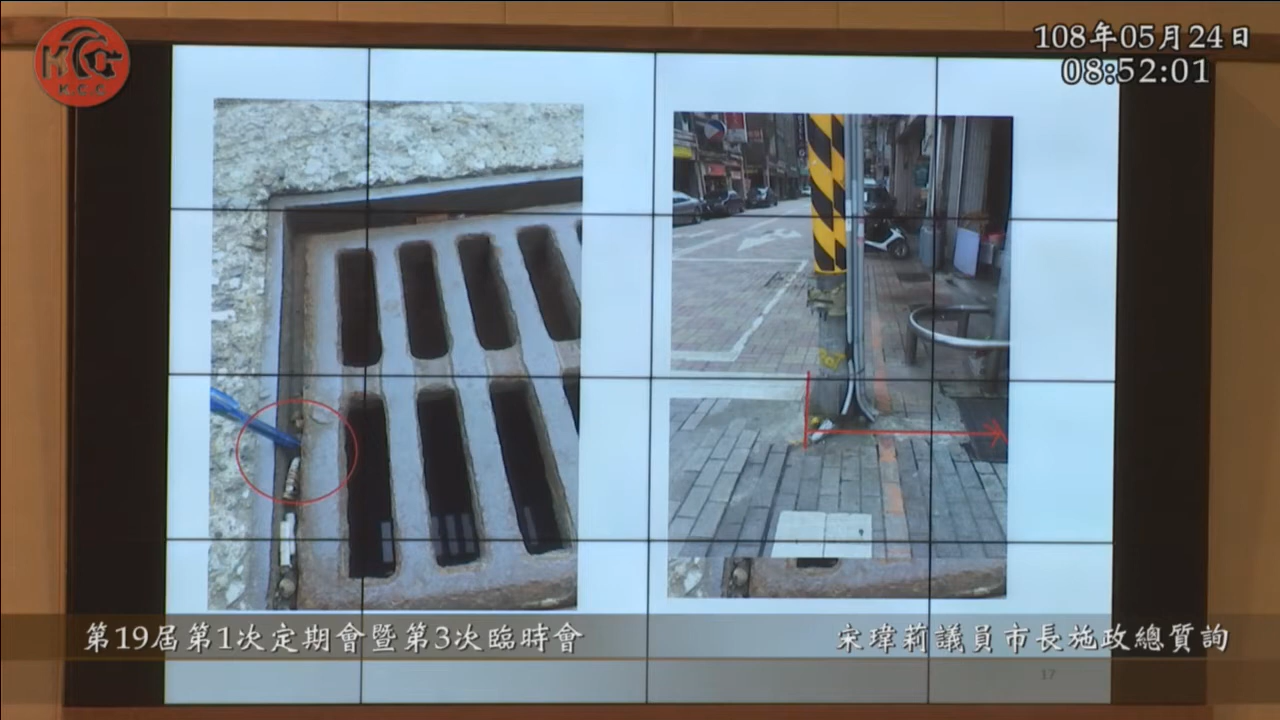 108年05月24日
08:52:01
KCC
K.C.C.
第19屆第1次定期會暨第3次臨時會
宋瑋莉議員市長施政總質詢
17